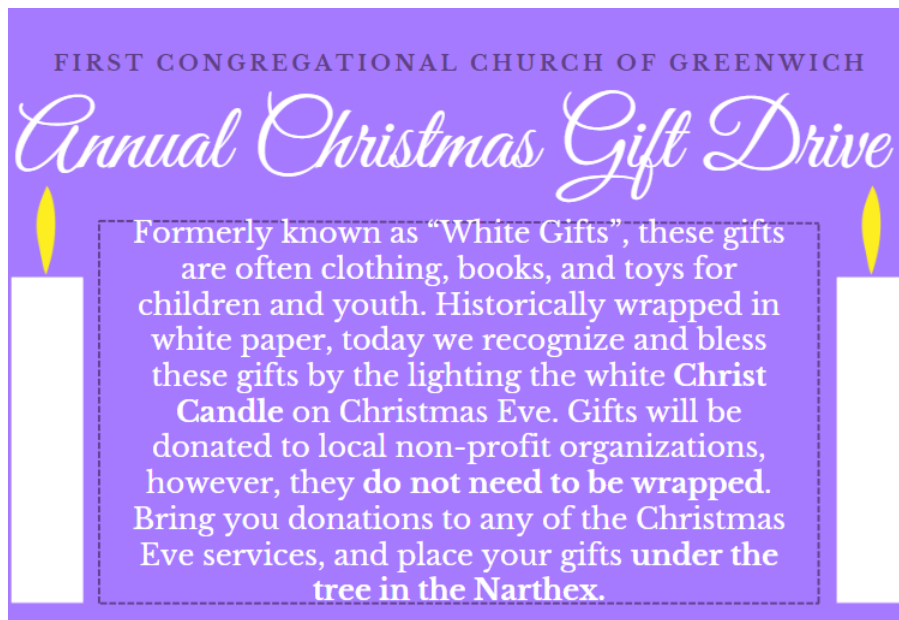 FIRST CONGREGATIONAL CHURCH OF GREENWICH
Annual Christmas Gift Drive
Formerly known as “White Gifts”, these gifts
are often clothing, books, and toys for
children and youth. Historically wrapped in
white paper, today we recognize and bless
these gifts by the lighting the white Christ
Candle on Christmas Eve. Gifts will be
donated to local non-profit organizations,
however, they do not need to be wrapped.
Bring you donations to any of the Christmas
Eve services, and place your gifts under the
tree in the Narthex.